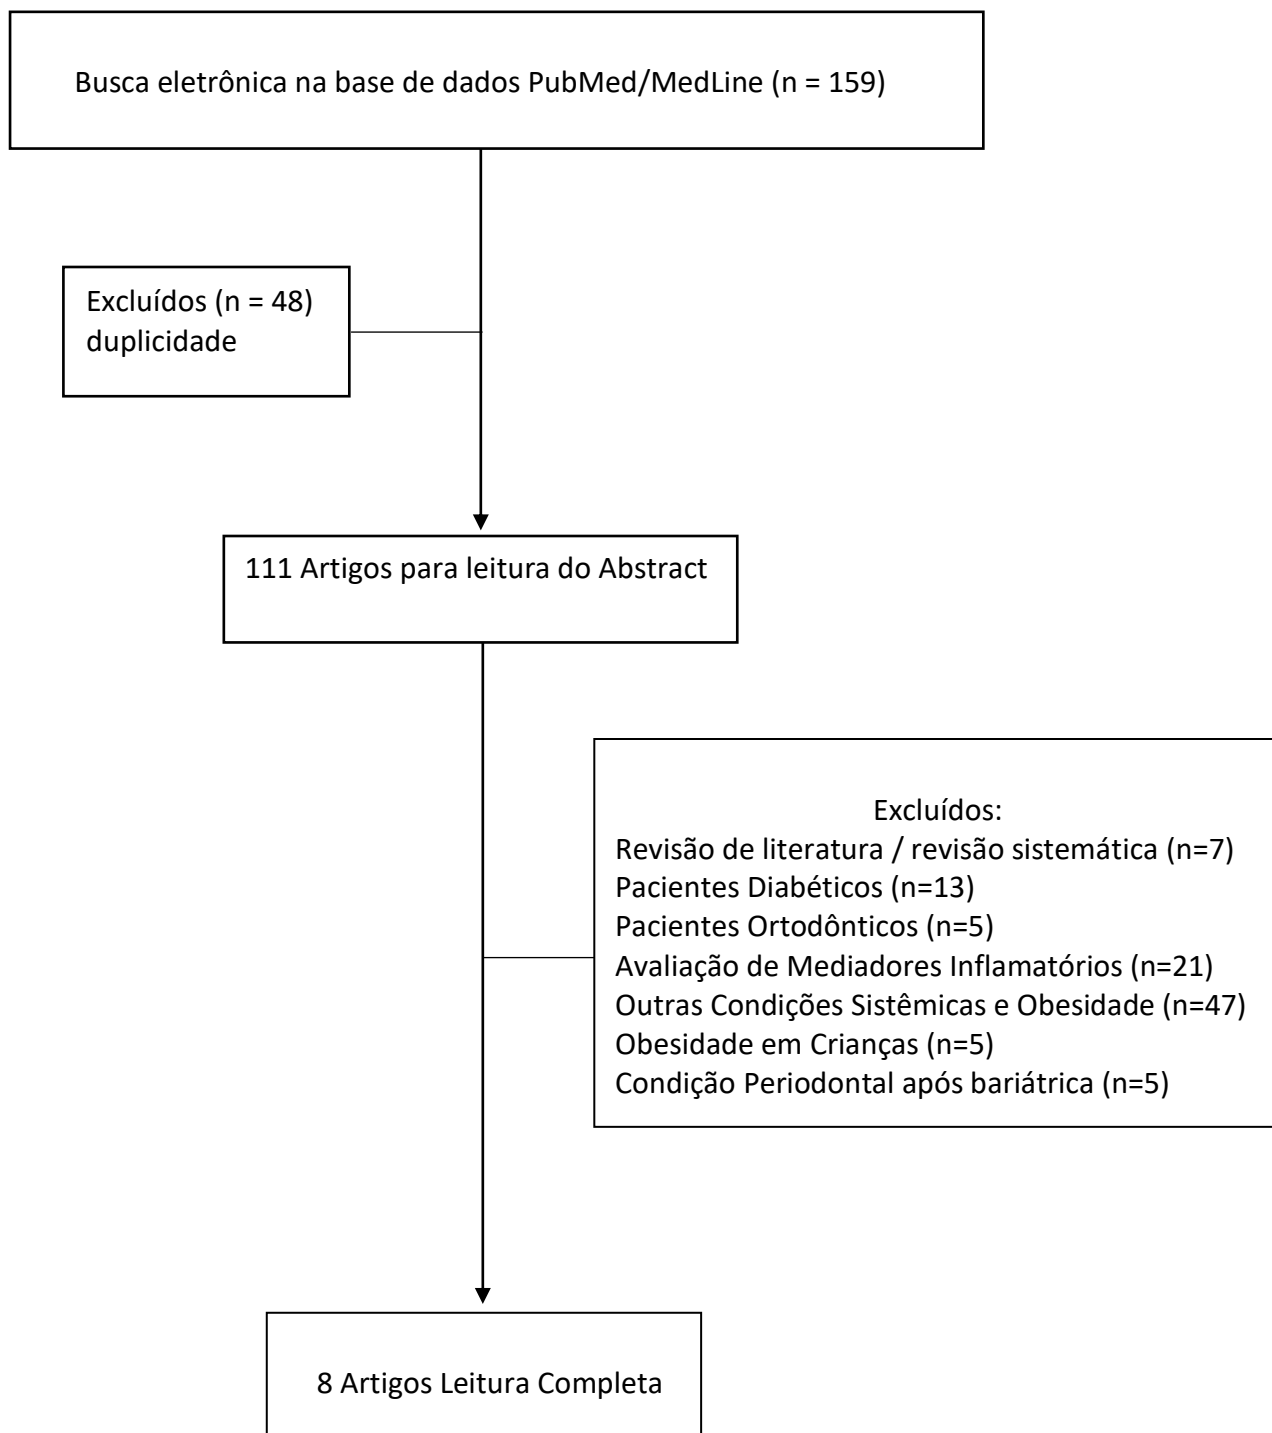 Busca eletrônica na base de dados PubMed/MedLine (n = 159)
Excluídos (n = 48)
duplicidade
111 Artigos para leitura do Abstract
Excluídos:
Revisão de literatura / revisão sistemática (n=7)
Pacientes Diabéticos (n=13)
Pacientes Ortodônticos (n=5)
Avaliação de Mediadores Inflamatórios (n=21)
Outras Condições Sistêmicas e Obesidade (n=47)
Obesidade em Crianças (n=5)
Condição Periodontal após bariátrica (n=5)
8 Artigos Leitura Completa